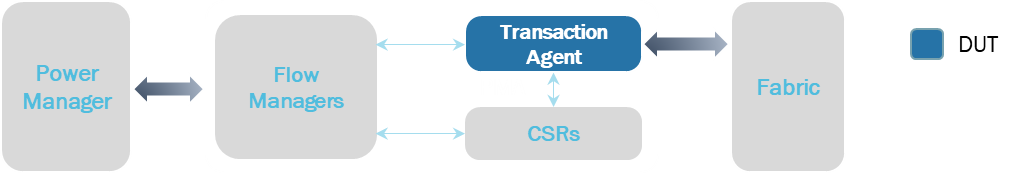 Power
Manager
Flow
Managers
Transaction
Agent
CSRs
Fabric
DUT